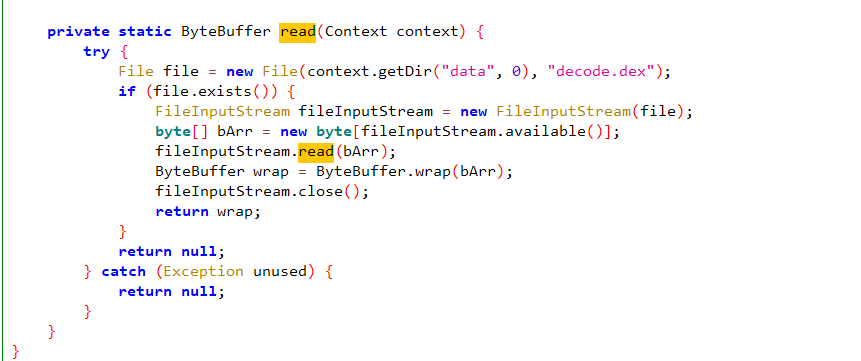 private static ByteBuffer read(Context context) {
try {
File file = new File(context.getDir("data", 0), "decode.dex");
if (file.exists()) {
FileInputStream fileInputStream = new FileInputStream(file);
byte[] bArr = new byte[fileInputStream.available()];
fileInputStream.read(bArr);
ByteBuffer wrap = ByteBuffer.wrap(bArr);
fileInputStream.close();
return wrap;
}
return null;
} catch (Exception unused) {
return null;
}
}
}